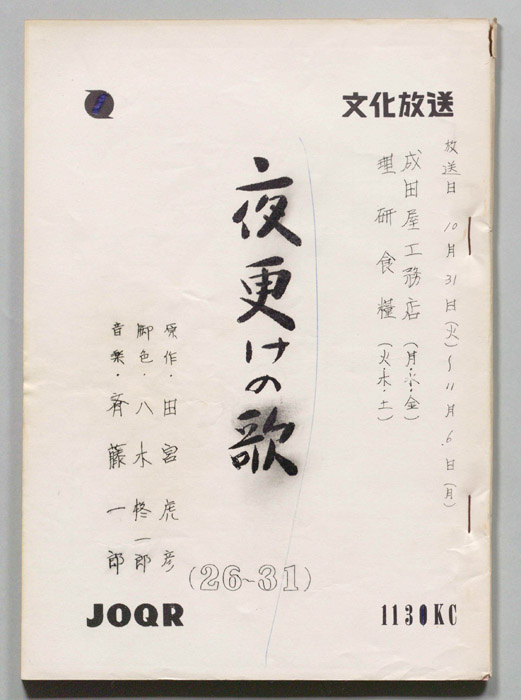 文化放送
放送日 10月31日(火)〜11月6日(月)
成田屋工務店(月・水・金)
理研食糧(火木・土)
夜更けの歌
(26~31)
原作・田宮虎彦
脚色・八木柊一郎
音楽・斉藤一郎
JOQR
1130KC